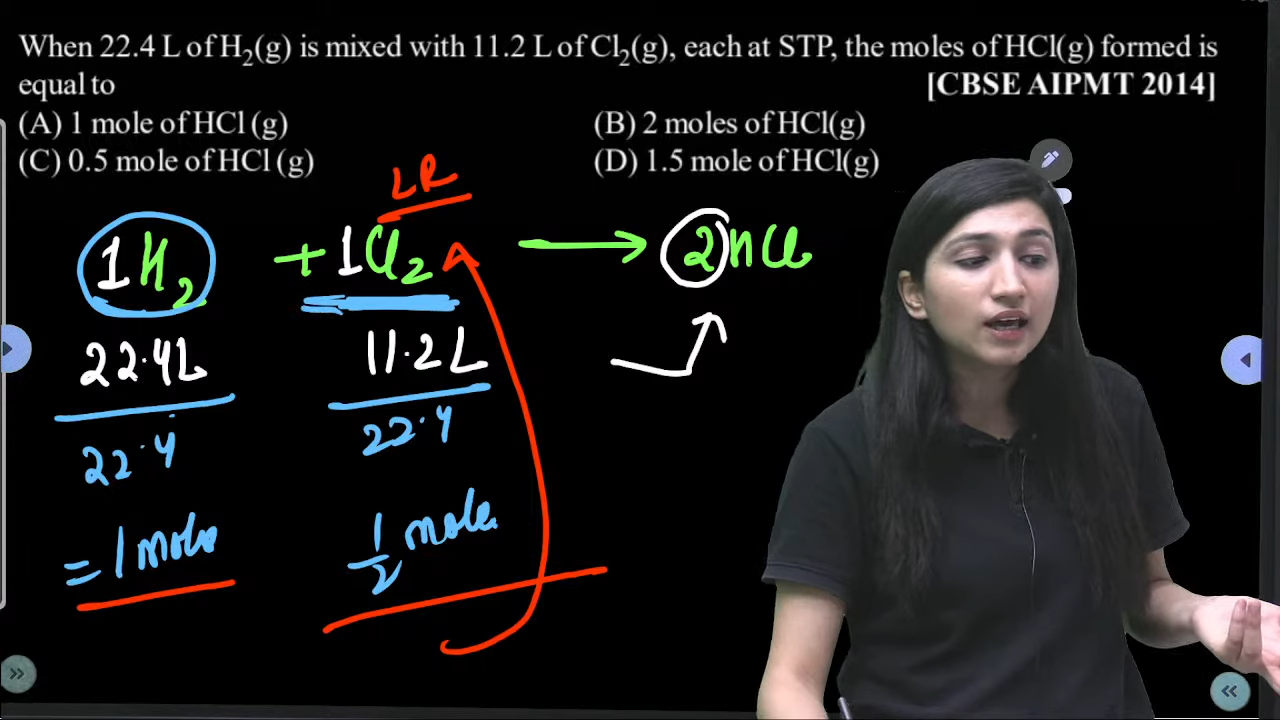 When 22.4 L of H₂(g) is mixed with 11.2 L of Cl₂(g), each at STP, the moles of HCl(g) formed is
equal to [CBSE AIPMT 2014]
(A) 1 mole of HCl (g) (B) 2 moles of HCl(g)
(C) 0.5 mole of HCl (g) (D) 1.5 mole of HCl(g)
LR
1H₂ + 1Cl₂ → 2HCl
22.4L 11.2L
22.4 22.4
= 1 mole 1/2 mole